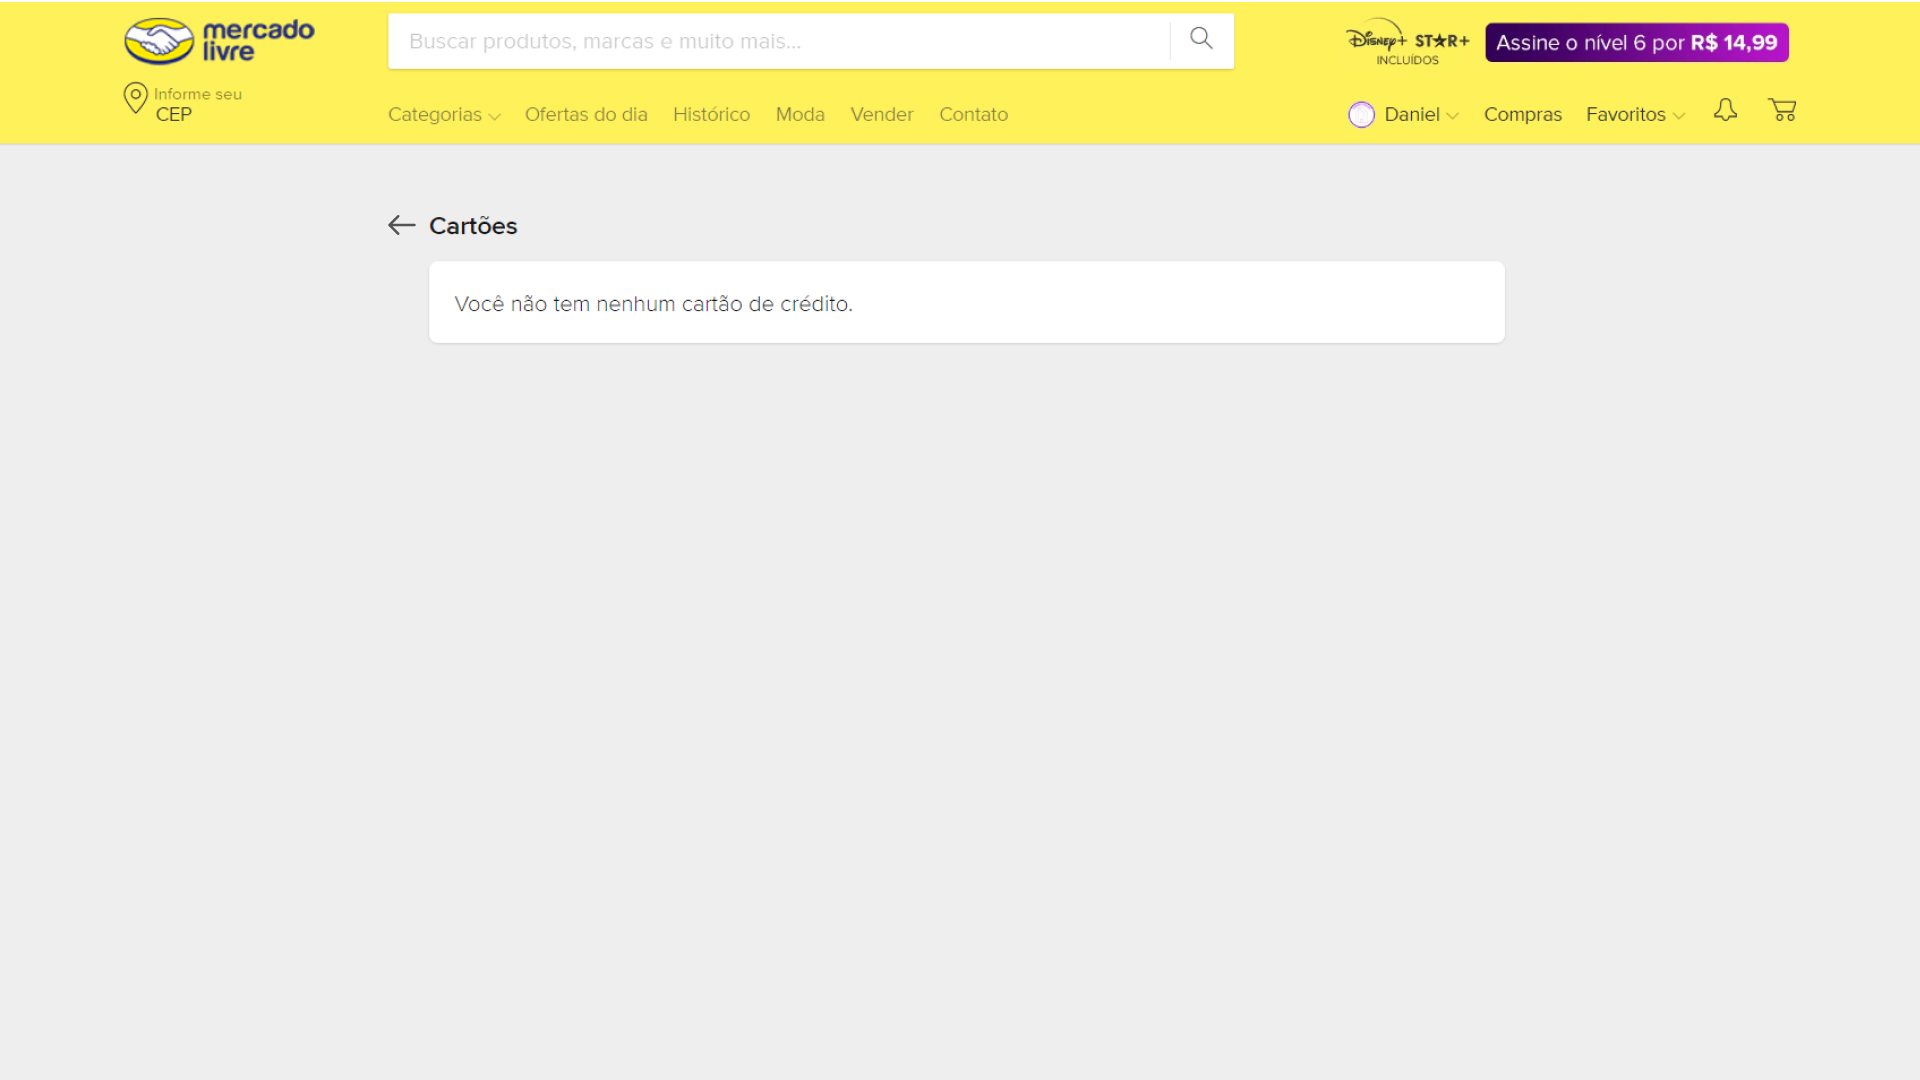 mercado
livre
Buscar produtos, marcas e muito mais...
Disney+ STAR+
INCLUÍDOS
Assine o nível 6 por R$ 14,99
Informe seu
CEP
Categorias
Ofertas do dia
Histórico
Moda
Vender
Contato
Daniel
Compras
Favoritos
Cartões
Você não tem nenhum cartão de crédito.